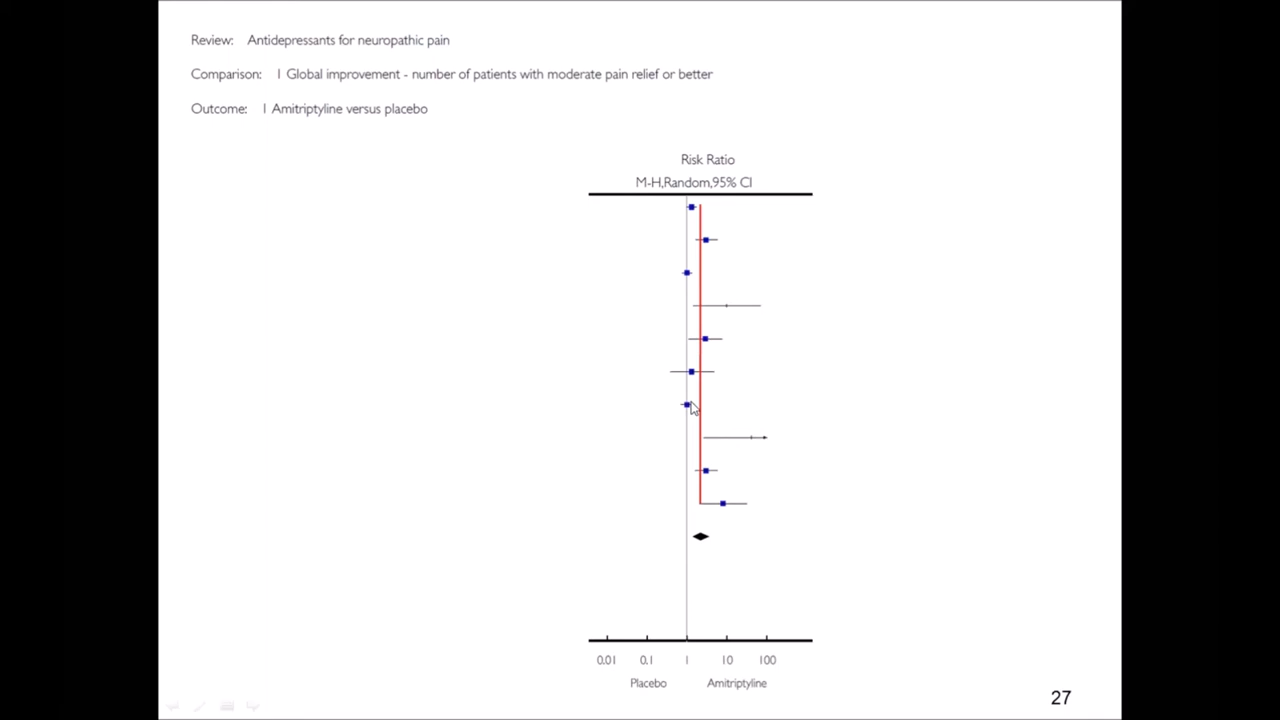 Review: Antidepressants for neuropathic pain
Comparison: 1 Global improvement - number of patients with moderate pain relief or better
Outcome: 1 Amitriptyline versus placebo
Risk Ratio
M-H,Random,95% CI
0.01 0.1 1 10 100
Placebo Amitriptyline
27